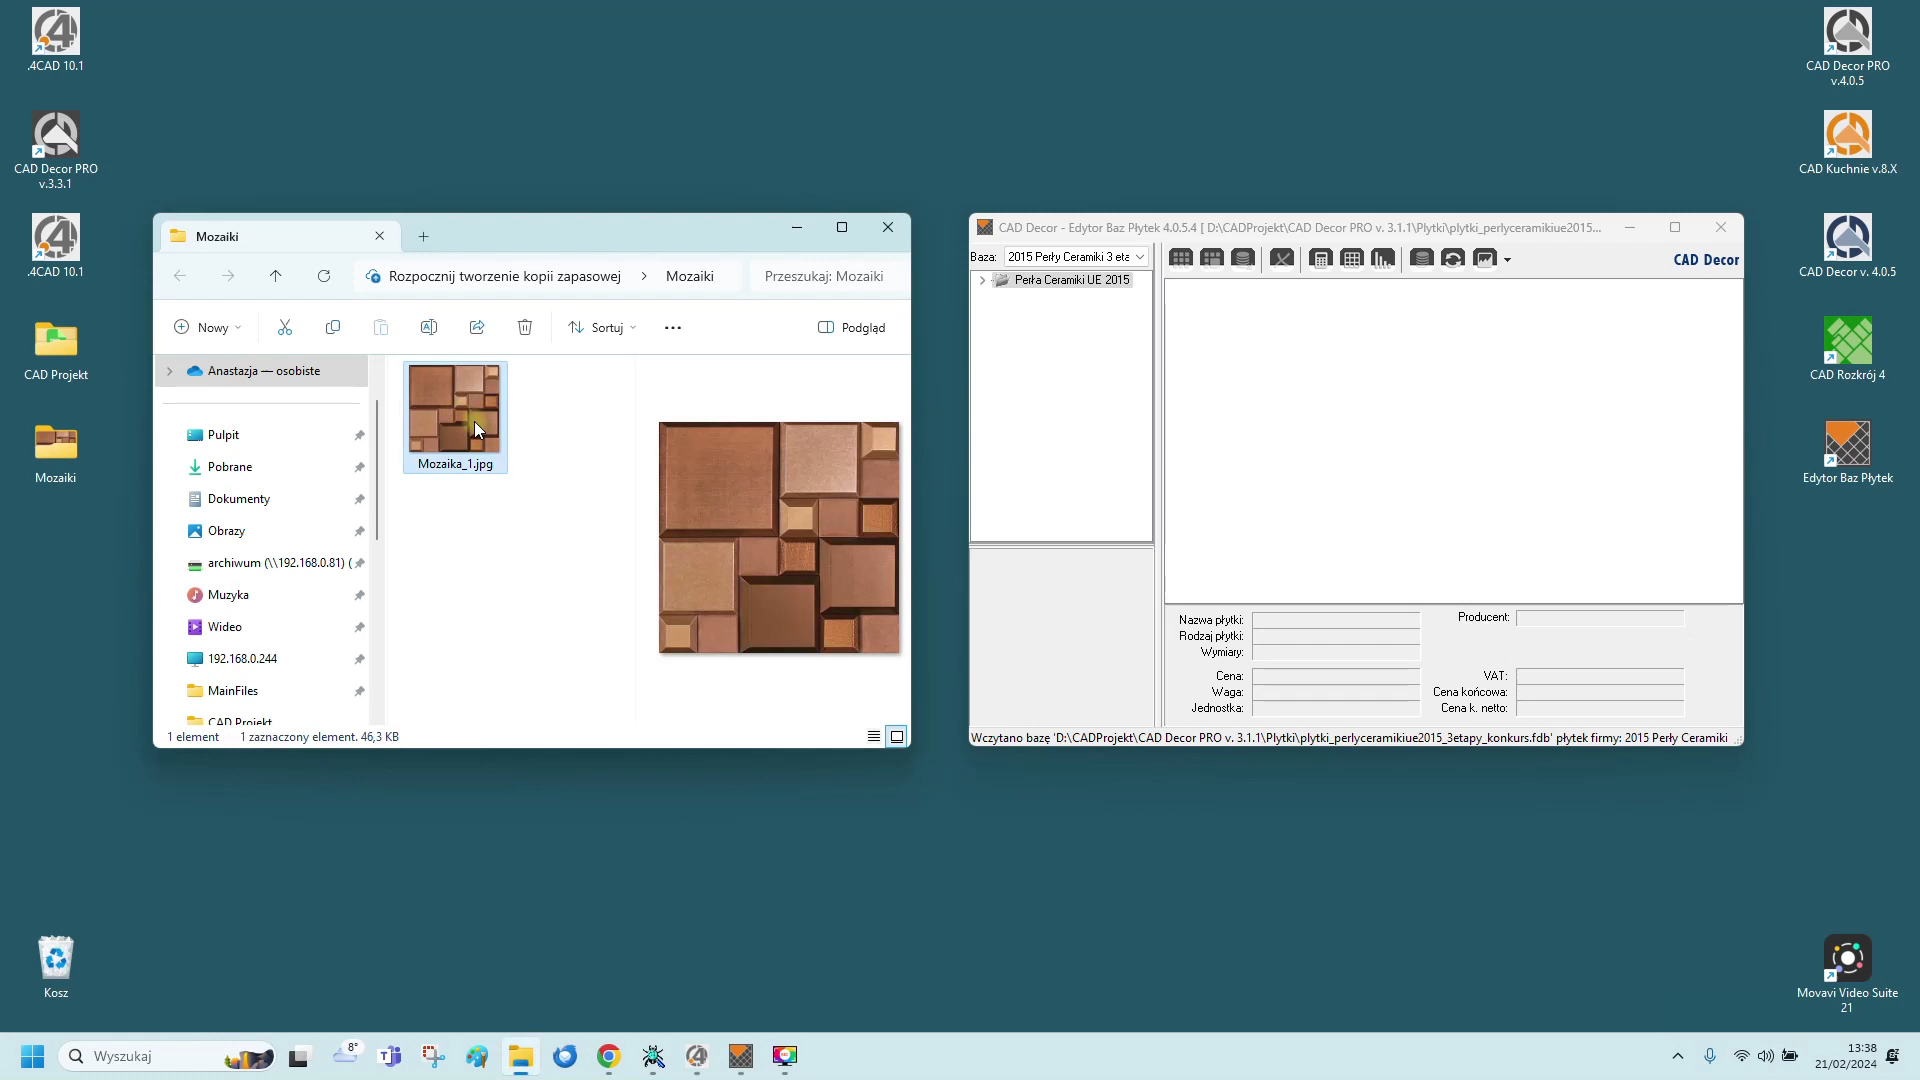 .4CAD 10.1
CAD Decor PRO
v.3.3.1
.4CAD 10.1
CAD Projekt
Mozaiki
Kosz
Mozaiki
Rozpocznij tworzenie kopii zapasowej
Mozaiki
Przeszukaj: Mozaiki
Nowy
Sortuj
Podgląd
Anastazja — osobiste
Pulpit
Pobrane
Dokumenty
Obrazy
archiwum (\\192.168.0.81) (
Muzyka
Wideo
192.168.0.244
MainFiles
CAD Projekt
Mozaika_1.jpg
1 element
1 zaznaczony element. 46,3 KB
CAD Decor - Edytor Baz Płytek 4.0.5.4 [ D:\CADProjekt\CAD Decor PRO v. 3.1.1\Plytki\plytki_perlyceramikiue2015...
Baza:
2015 Perły Ceramiki 3 eta
CAD Decor
Perła Ceramiki UE 2015
Nazwa płytki:
Rodzaj płytki:
Wymiary:
Cena:
Waga:
Jednostka:
Producent:
VAT:
Cena końcowa:
Cena k. netto:
Wczytano bazę 'D:\CADProjekt\CAD Decor PRO v. 3.1.1\Plytki\plytki_perlyceramikiue2015_3etapy_konkurs.fdb' płytek firmy: 2015 Perły Ceramiki
CAD Decor PRO
v.4.0.5
CAD Kuchnie v.8.X
CAD Decor v. 4.0.5
CAD Rozkrój 4
Edytor Baz Płytek
Movavi Video Suite
21
Wyszukaj
8°
13:38
21/02/2024